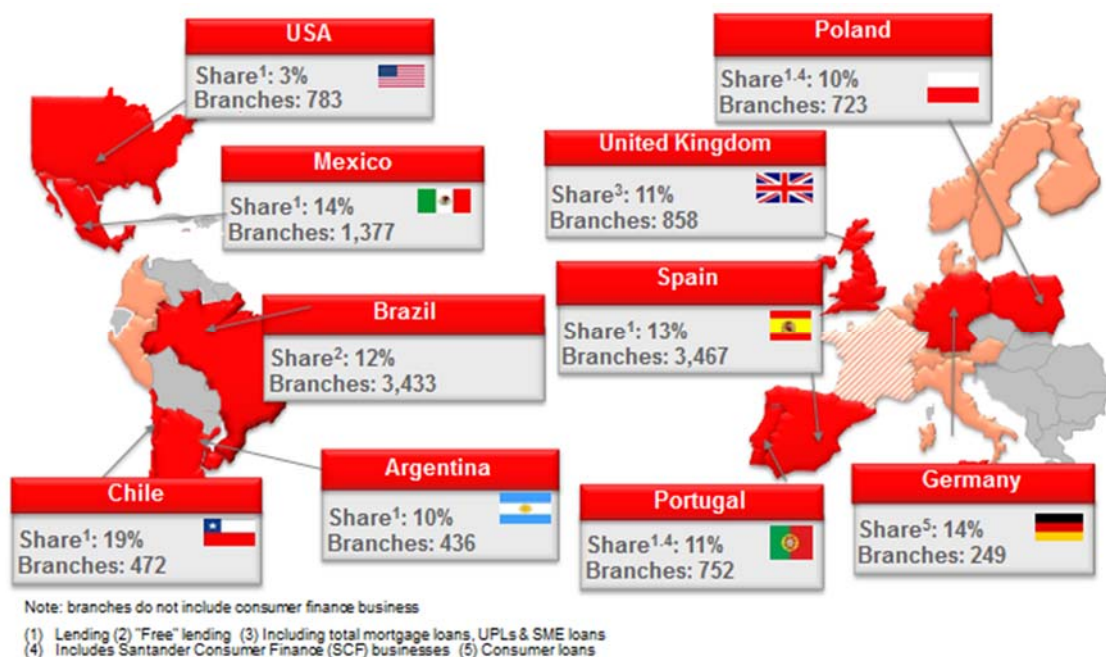 USA
Share¹: 3%
Branches: 783
Mexico
Share¹: 14%
Branches: 1,377
Brazil
Share²: 12%
Branches: 3,433
Chile
Share¹: 19%
Branches: 472
Argentina
Share¹: 10%
Branches: 436
Poland
Share¹·⁴: 10%
Branches: 723
United Kingdom
Share³: 11%
Branches: 858
Spain
Share¹: 13%
Branches: 3,467
Portugal
Share¹·⁴: 11%
Branches: 752
Germany
Share⁵: 14%
Branches: 249
Note: branches do not include consumer finance business
(1) Lending (2) "Free" lending (3) Including total mortgage loans, UPLs & SME loans
(4) Includes Santander Consumer Finance (SCF) businesses (5) Consumer loans